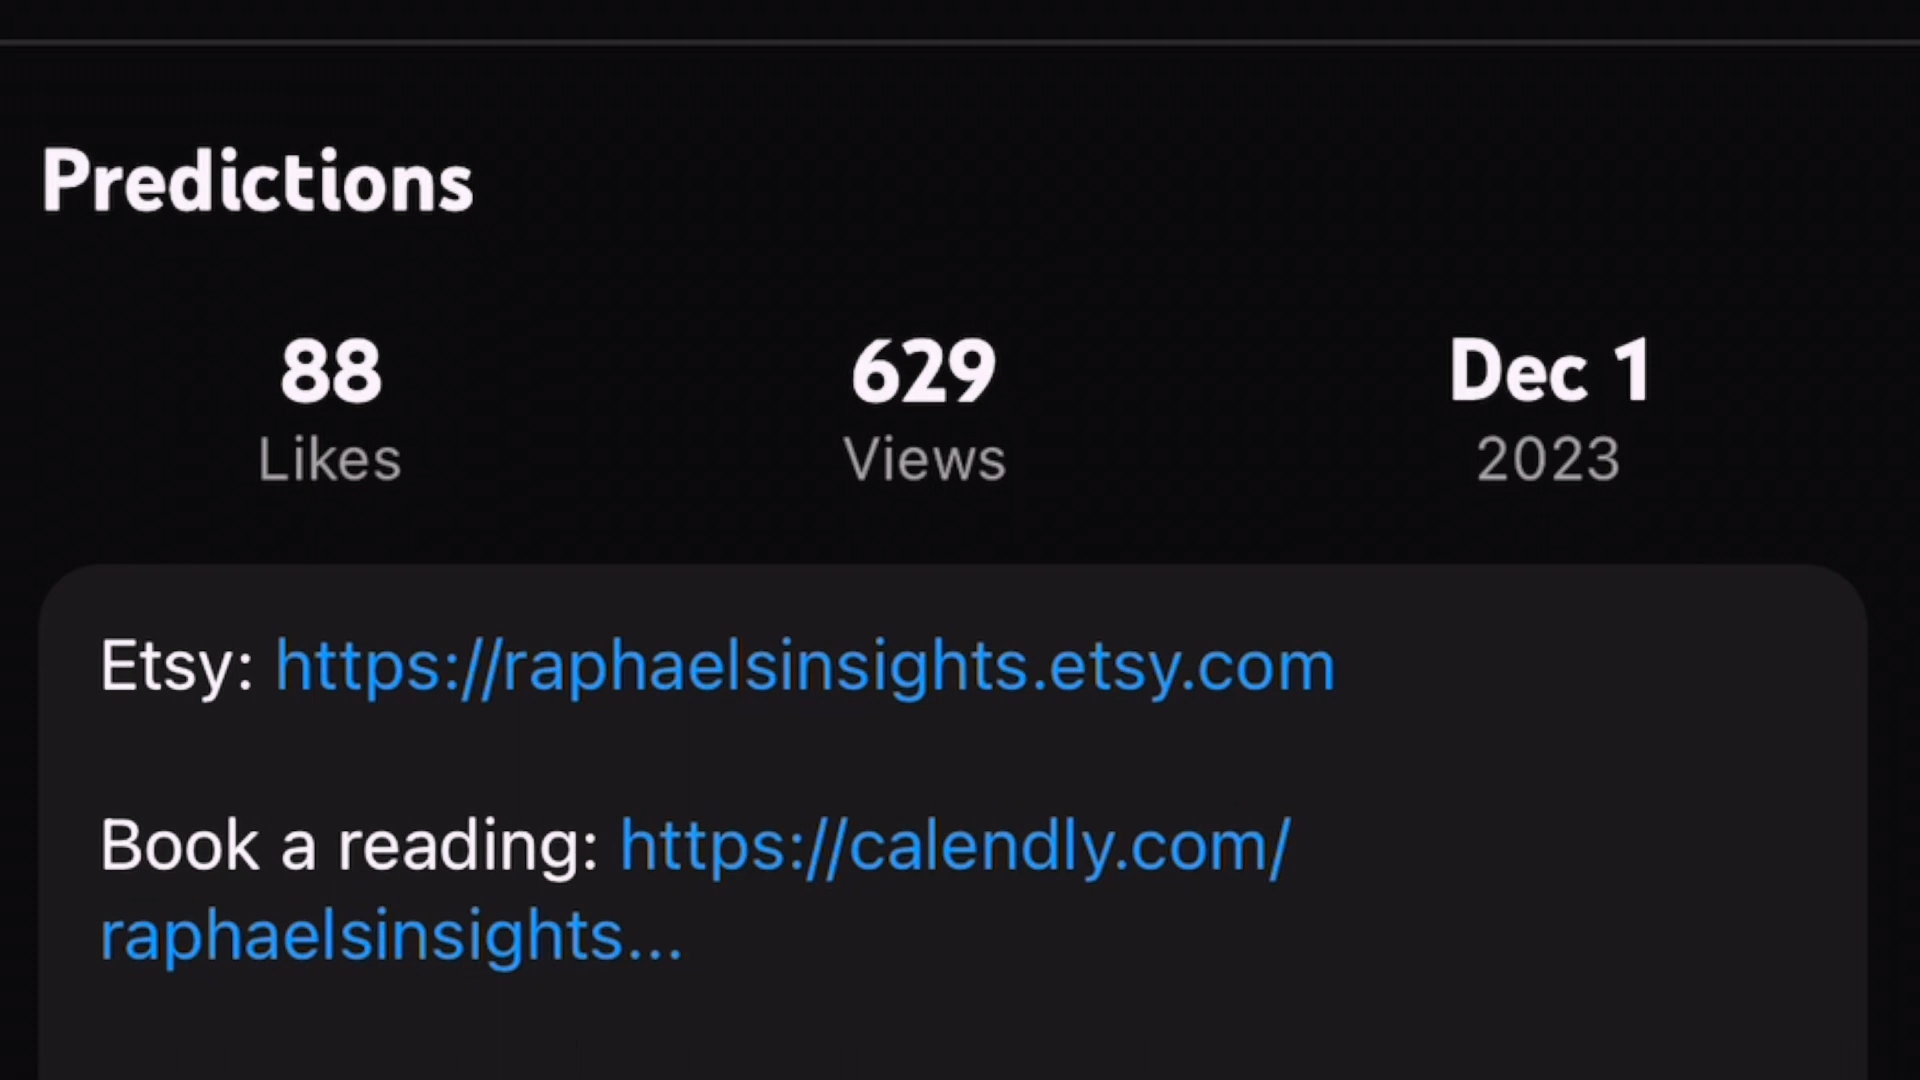 Predictions
88 629 Dec 1
Likes Views 2023
Etsy: https://raphaelsinsights.etsy.com
Book a reading: https://calendly.com/
raphaelsinsights...